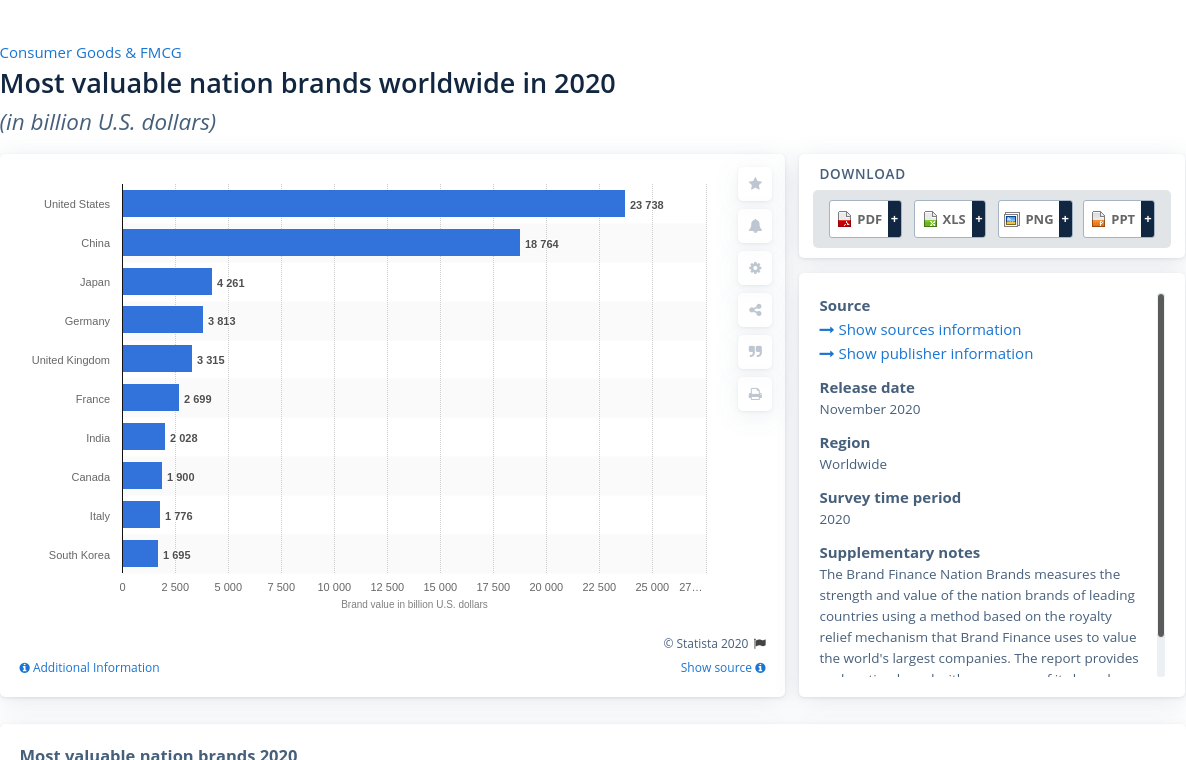 Consumer Goods & FMCG
Most valuable nation brands worldwide in 2020
(in billion U.S. dollars)
United States 23 738
China 18 764
Japan 4 261
Germany 3 813
United Kingdom 3 315
France 2 699
India 2 028
Canada 1 900
Italy 1 776
South Korea 1 695
0 2 500 5 000 7 500 10 000 12 500 15 000 17 500 20 000 22 500 25 000 27…
Brand value in billion U.S. dollars
© Statista 2020
Additional Information
Show source
DOWNLOAD
PDF + XLS + PNG + PPT +
Source
Show sources information
Show publisher information
Release date
November 2020
Region
Worldwide
Survey time period
2020
Supplementary notes
The Brand Finance Nation Brands measures the
strength and value of the nation brands of leading
countries using a method based on the royalty
relief mechanism that Brand Finance uses to value
the world's largest companies. The report provides
Most valuable nation brands 2020